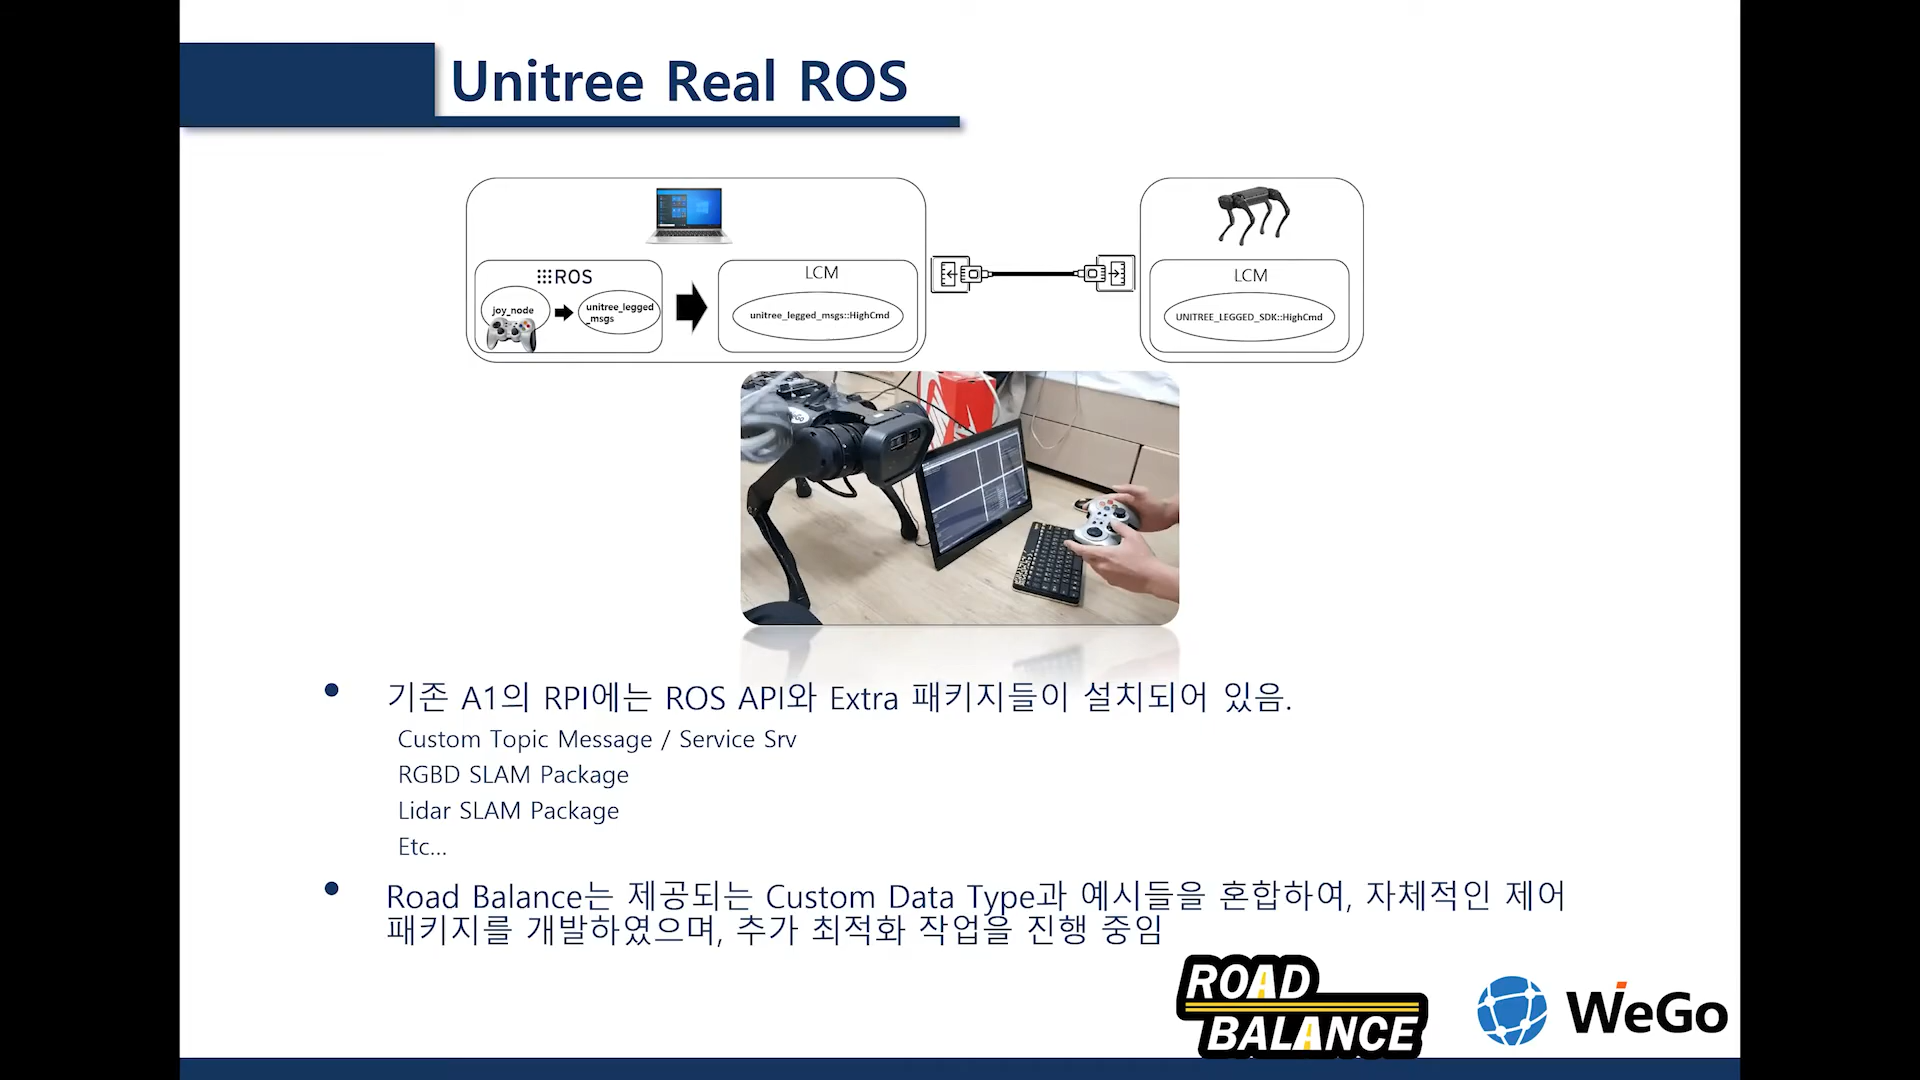 Unitree Real ROS
ROS
joy_node
unitree_legged
_msgs
LCM
unitree_legged_msgs::HighCmd
LCM
UNITREE_LEGGED_SDK::HighCmd
기존 A1의 RPI에는 ROS API와 Extra 패키지들이 설치되어 있음.
Custom Topic Message / Service Srv
RGBD SLAM Package
Lidar SLAM Package
Etc...
Road Balance는 제공되는 Custom Data Type과 예시들을 혼합하여, 자체적인 제어
패키지를 개발하였으며, 추가 최적화 작업을 진행 중임
ROAD
BALANCE
WeGo